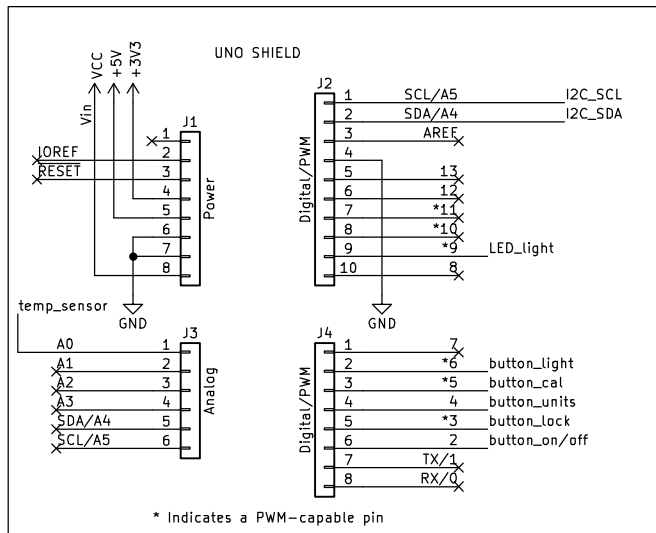 UNO SHIELD
Vin
VCC
+5V
+3V3
J1
1
IOREF 2
RESET 3
4
5
6
7
8
Power
GND
J2
1 SCL/A5 I2C_SCL
2 SDA/A4 I2C_SDA
3 AREF
4
5 13
6 12
7 *11
8 *10
9 *9 LED_light
10 8
Digital/PWM
GND
temp_sensor
J3
A0 1
A1 2
A2 3
A3 4
SDA/A4 5
SCL/A5 6
Analog
J4
1 7
2 *6 button_light
3 *5 button_cal
4 4 button_units
5 *3 button_lock
6 2 button_on/off
7 TX/1
8 RX/0
Digital/PWM
* Indicates a PWM-capable pin